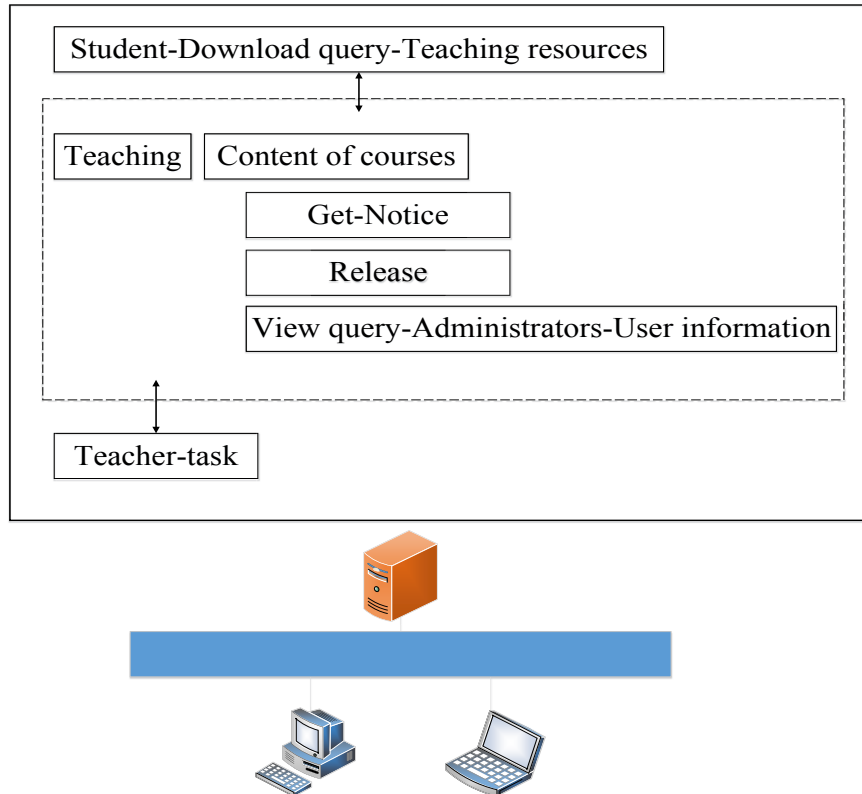 Student-Download query-Teaching resources
Teaching
Content of courses
Get-Notice
Release
View query-Administrators-User information
Teacher-task